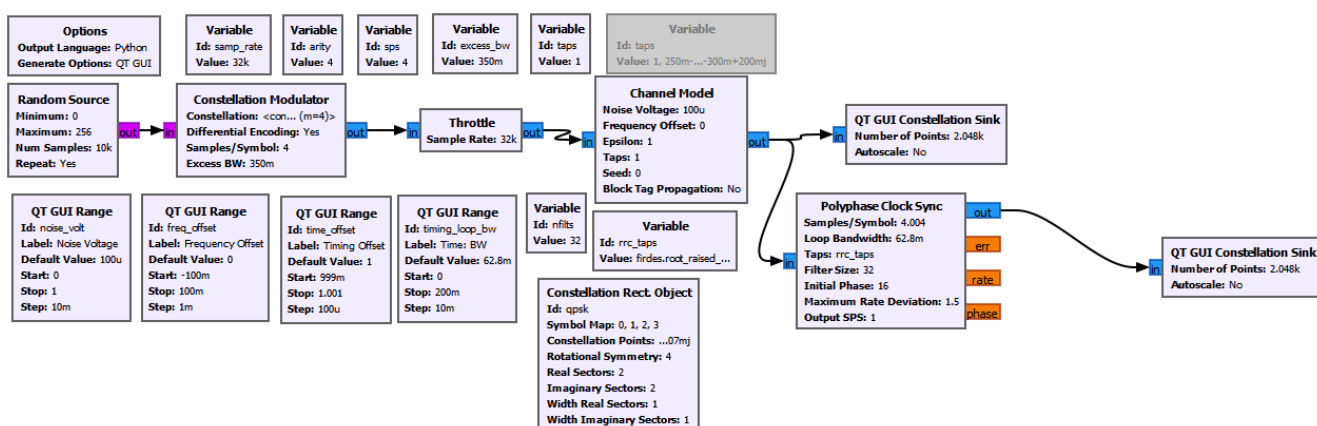 Options
Output Language: Python
Generate Options: QT GUI
Variable
Id: samp_rate
Value: 32k
Variable
Id: arity
Value: 4
Variable
Id: sps
Value: 4
Variable
Id: excess_bw
Value: 350m
Variable
Id: taps
Value: 1
Variable
Id: taps
Value: 1, 250m-...-300m+200mj
Random Source
Minimum: 0
Maximum: 256
Num Samples: 10k
Repeat: Yes
out
in
Constellation Modulator
Constellation: <con... (m=4)>
Differential Encoding: Yes
Samples/Symbol: 4
Excess BW: 350m
out
Throttle
Sample Rate: 32k
out
in
Channel Model
Noise Voltage: 100u
Frequency Offset: 0
Epsilon: 1
Taps: 1
Seed: 0
Block Tag Propagation: No
out
in
QT GUI Constellation Sink
Number of Points: 2.048k
Autoscale: No
QT GUI Range
Id: noise_volt
Label: Noise Voltage
Default Value: 100u
Start: 0
Stop: 1
Step: 10m
QT GUI Range
Id: freq_offset
Label: Frequency Offset
Default Value: 0
Start: -100m
Stop: 100m
Step: 1m
QT GUI Range
Id: time_offset
Label: Timing Offset
Default Value: 1
Start: 999m
Stop: 1.001
Step: 100u
QT GUI Range
Id: timing_loop_bw
Label: Time: BW
Default Value: 62.8m
Start: 0
Stop: 200m
Step: 10m
Variable
Id: nfilts
Value: 32
Variable
Id: rrc_taps
Value: firdes.root_raised_...
in
Polyphase Clock Sync
Samples/Symbol: 4.004
Loop Bandwidth: 62.8m
Taps: rrc_taps
Filter Size: 32
Initial Phase: 16
Maximum Rate Deviation: 1.5
Output SPS: 1
out
err
rate
phase
in
QT GUI Constellation Sink
Number of Points: 2.048k
Autoscale: No
Constellation Rect. Object
Id: qpsk
Symbol Map: 0, 1, 2, 3
Constellation Points: ...07mj
Rotational Symmetry: 4
Real Sectors: 2
Imaginary Sectors: 2
Width Real Sectors: 1
Width Imaginary Sectors: 1